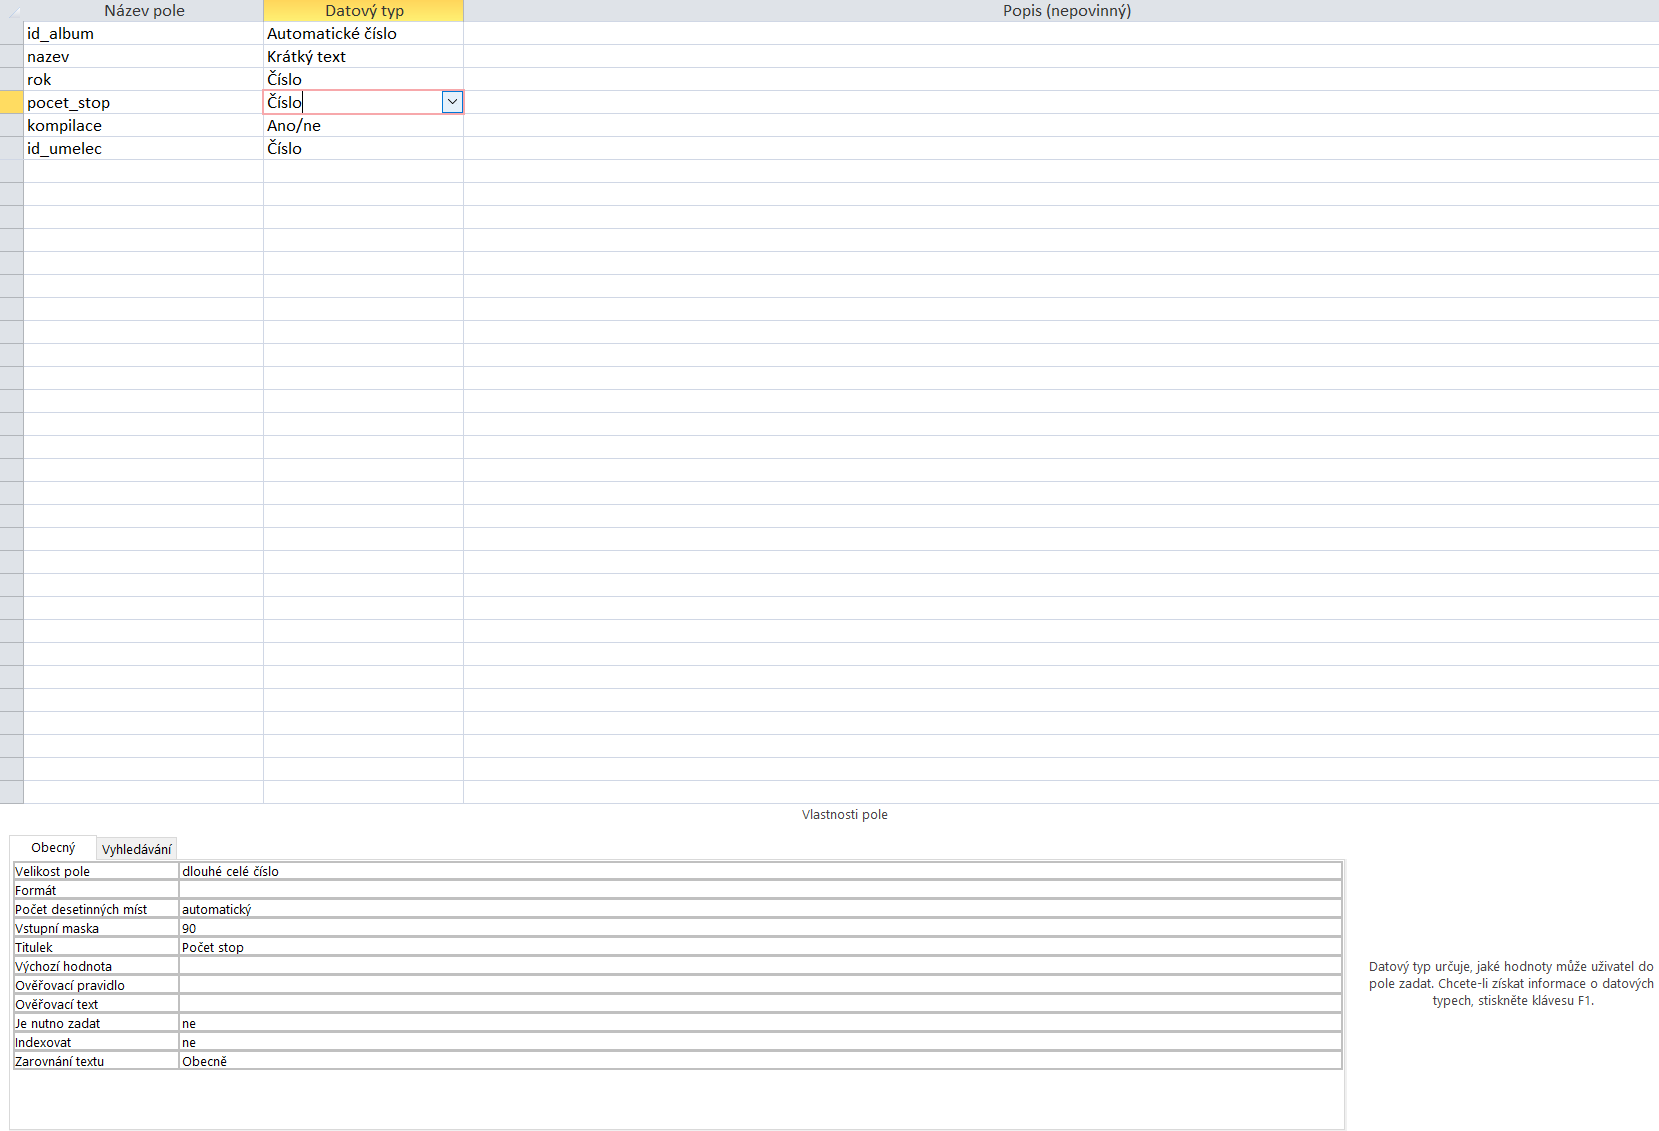 Název pole Datový typ Popis (nepovinný)
id_album Automatické číslo
nazev Krátký text
rok Číslo
pocet_stop Číslo
kompilace Ano/ne
id_umelec Číslo
Vlastnosti pole
Obecný Vyhledávání
Velikost pole dlouhé celé číslo
Formát
Počet desetinných míst automatický
Vstupní maska 90
Titulek Počet stop
Výchozí hodnota
Ověřovací pravidlo
Ověřovací text
Je nutno zadat ne
Indexovat ne
Zarovnání textu Obecně
Datový typ určuje, jaké hodnoty může uživatel do
pole zadat. Chcete-li získat informace o datových
typech, stiskněte klávesu F1.